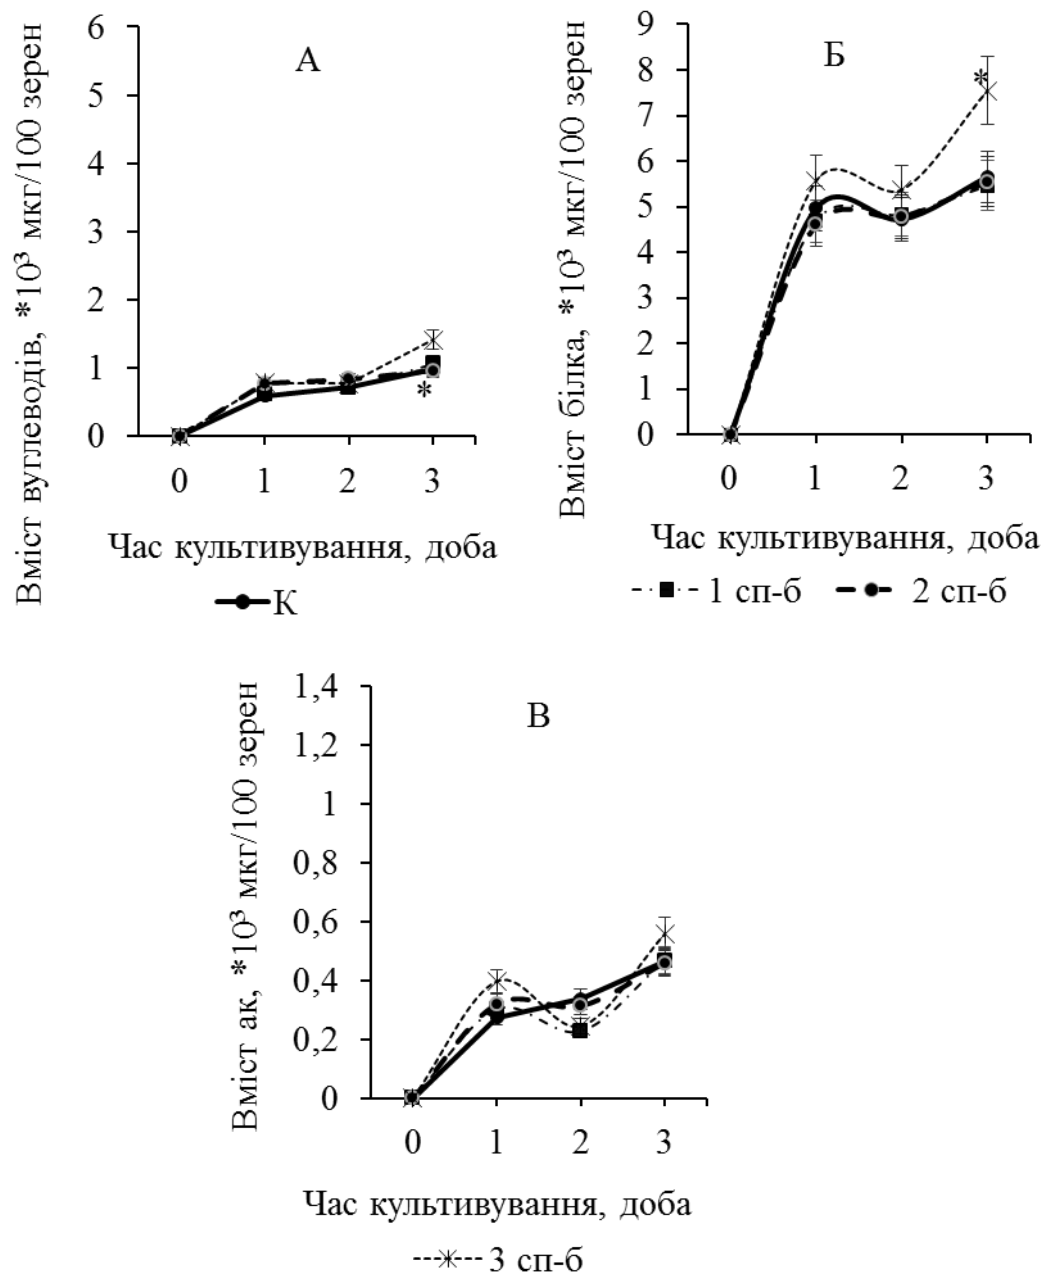 А
Вміст вуглеводів, *10³ мкг/100 зерен
6
5
4
3
2
1
0
*
0 1 2 3
Час культивування, доба
К
Б
Вміст білка, *10³ мкг/100 зерен
9
8
7
6
5
4
3
2
1
0
*
0 1 2 3
Час культивування, доба
1 сп-б 2 сп-б
В
Вміст ак, *10³ мкг/100 зерен
1,4
1,2
1
0,8
0,6
0,4
0,2
0
0 1 2 3
Час культивування, доба
3 сп-б